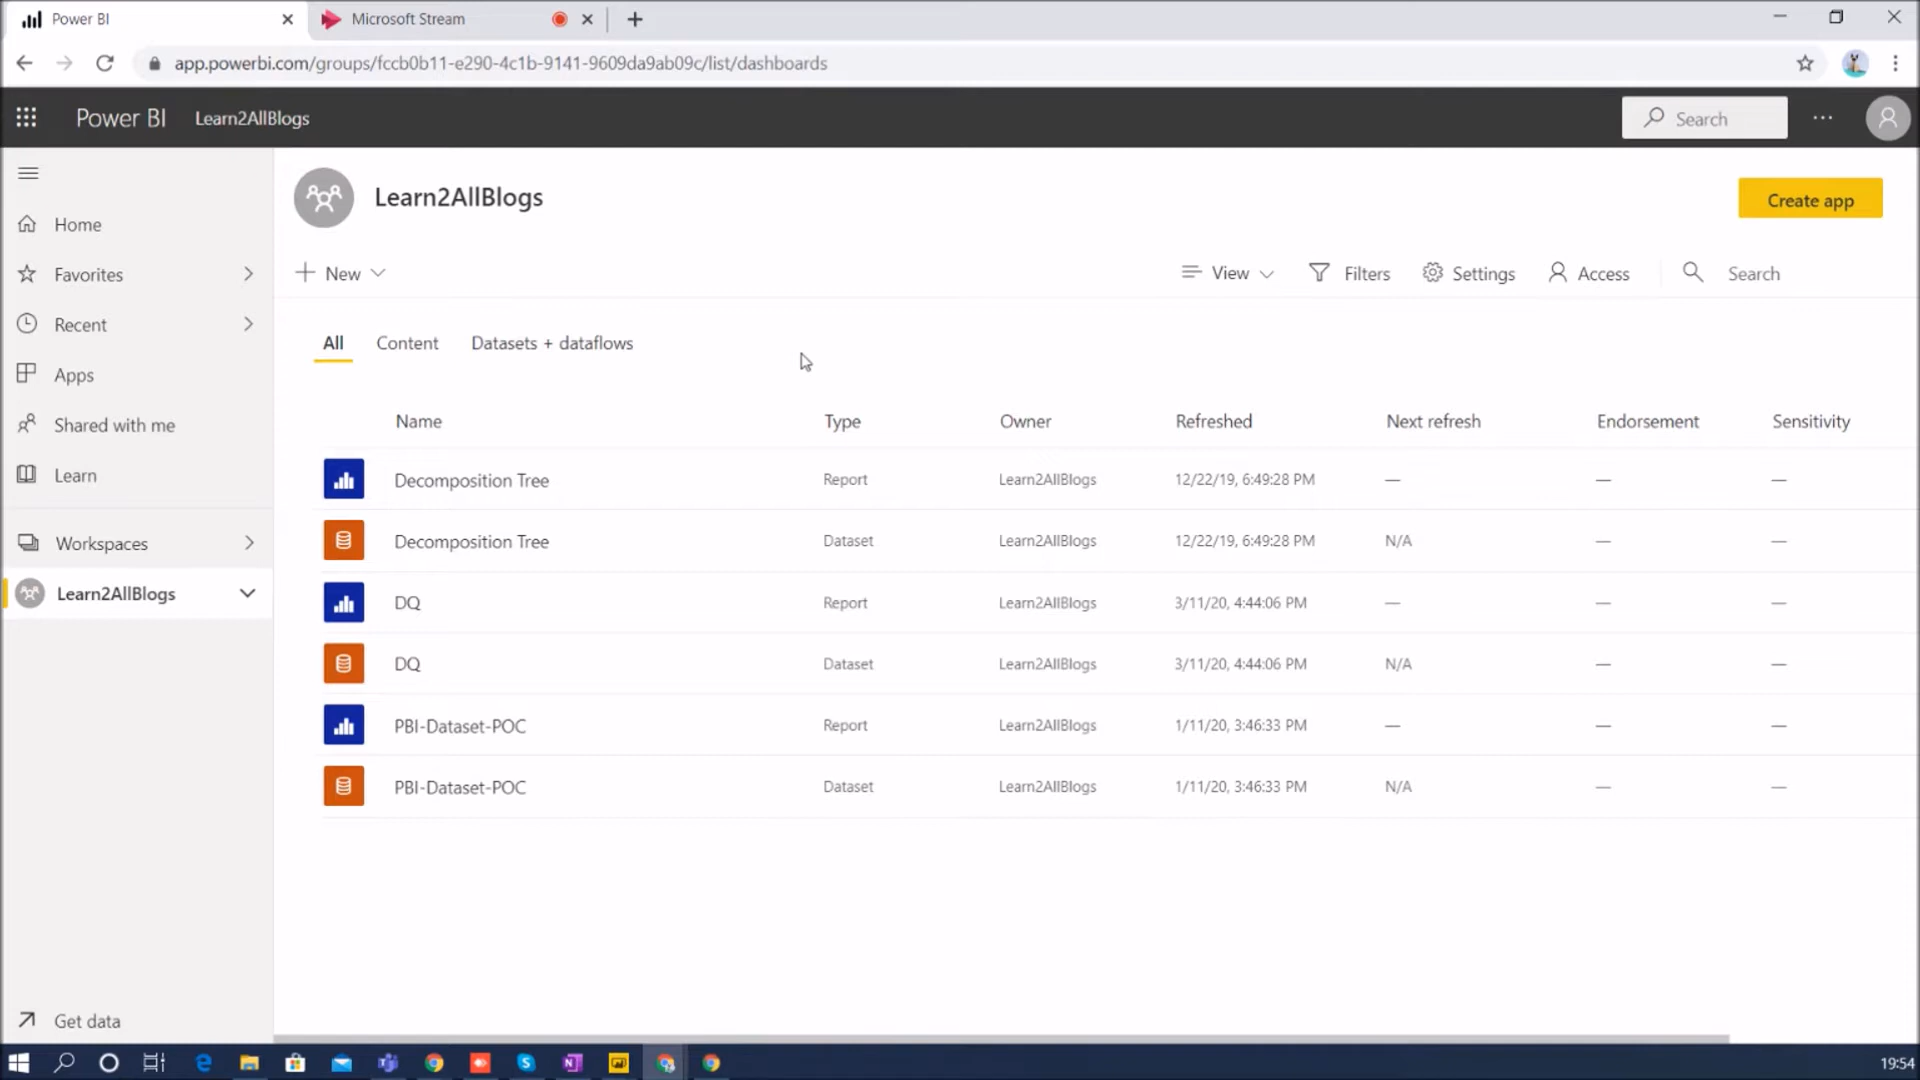 Power BI
Microsoft Stream
app.powerbi.com/groups/fccb0b11-e290-4c1b-9141-9609da9ab09c/list/dashboards
Power BI Learn2AllBlogs Search
Learn2AllBlogs Create app
New View Filters Settings Access Search
Home
Favorites
Recent
Apps
Shared with me
Learn
Workspaces
Learn2AllBlogs
Get data
All Content Datasets + dataflows
Name Type Owner Refreshed Next refresh Endorsement Sensitivity
Decomposition Tree Report Learn2AllBlogs 12/22/19, 6:49:28 PM — — —
Decomposition Tree Dataset Learn2AllBlogs 12/22/19, 6:49:28 PM N/A — —
DQ Report Learn2AllBlogs 3/11/20, 4:44:06 PM — — —
DQ Dataset Learn2AllBlogs 3/11/20, 4:44:06 PM N/A — —
PBI-Dataset-POC Report Learn2AllBlogs 1/11/20, 3:46:33 PM — — —
PBI-Dataset-POC Dataset Learn2AllBlogs 1/11/20, 3:46:33 PM N/A — —
19:54